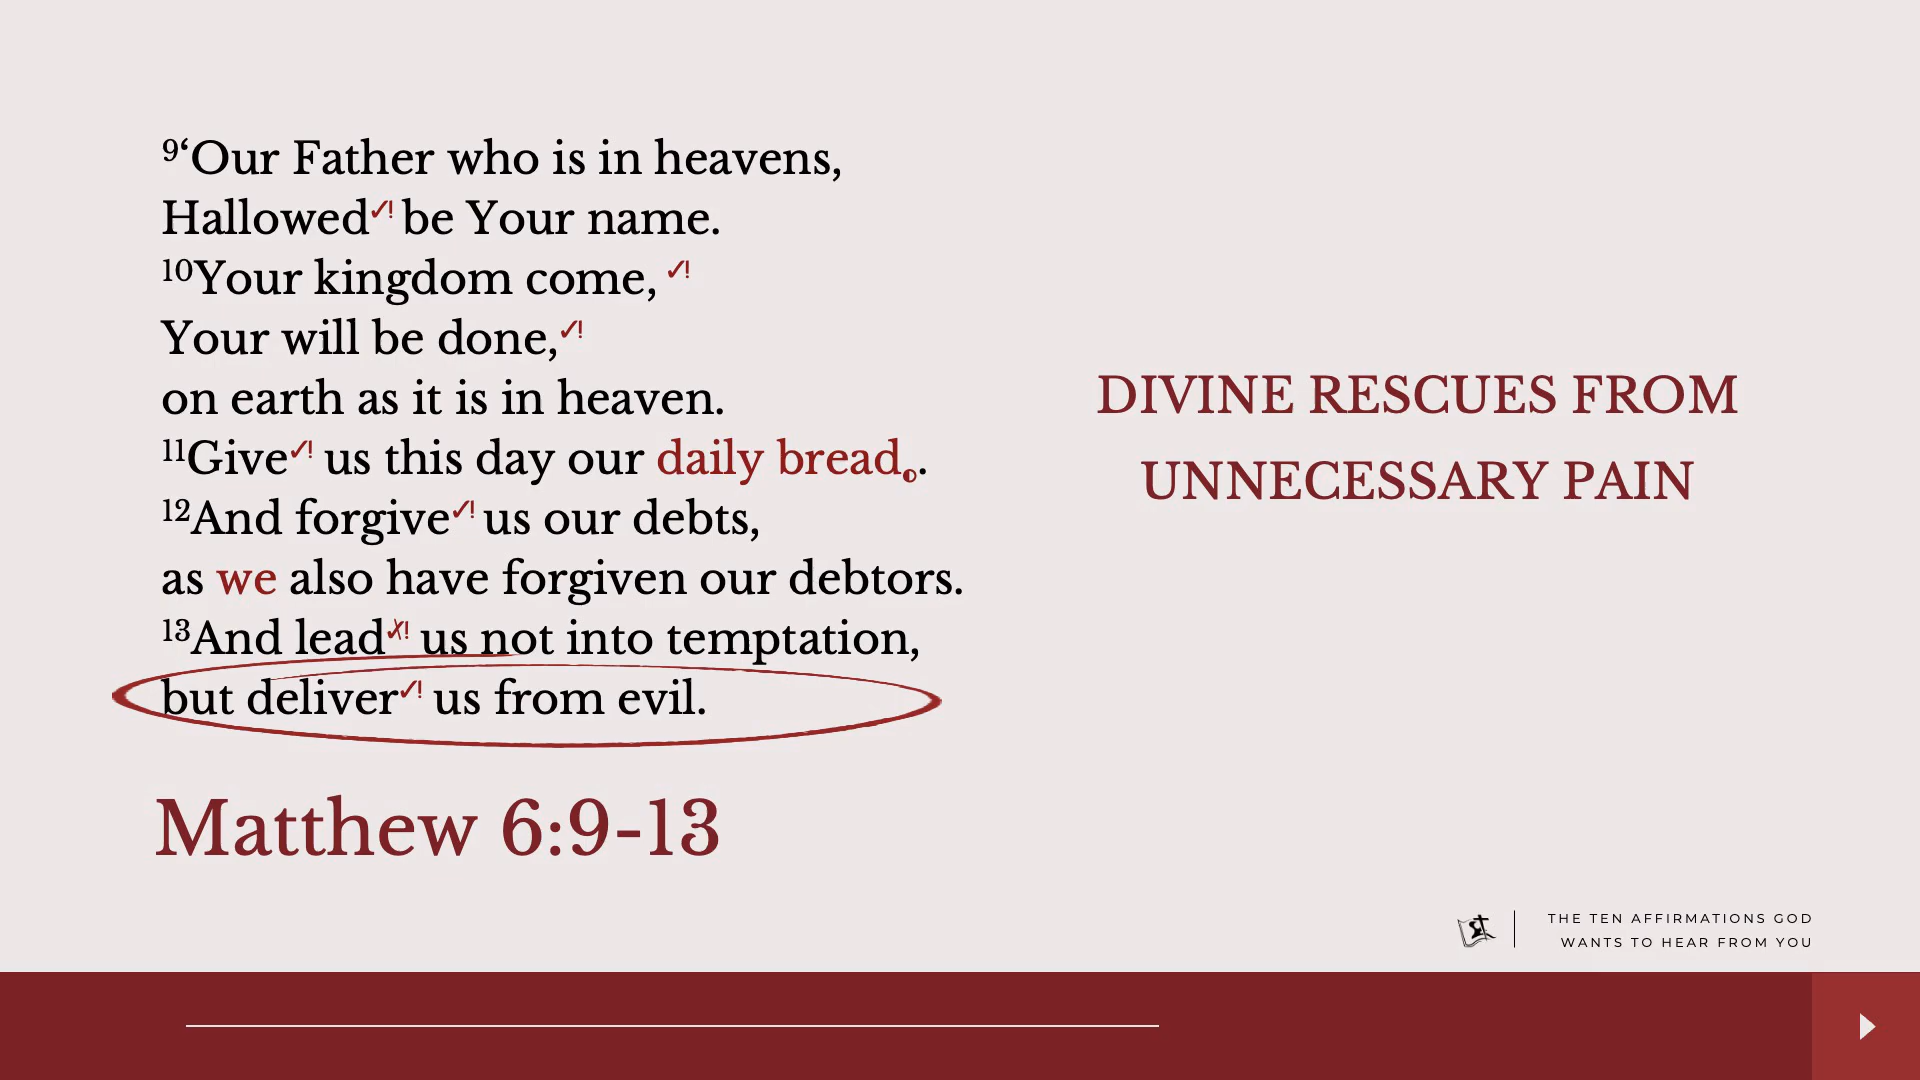 ⁹‘Our Father who is in heavens,
Hallowed✓! be Your name.
¹⁰Your kingdom come, ✓!
Your will be done,✓!
on earth as it is in heaven.
¹¹Give✓! us this day our daily bread◐.
¹²And forgive✓! us our debts,
as we also have forgiven our debtors.
¹³And lead✗! us not into temptation,
but deliver✓! us from evil.
Matthew 6:9-13
DIVINE RESCUES FROM
UNNECESSARY PAIN
THE TEN AFFIRMATIONS GOD
WANTS TO HEAR FROM YOU